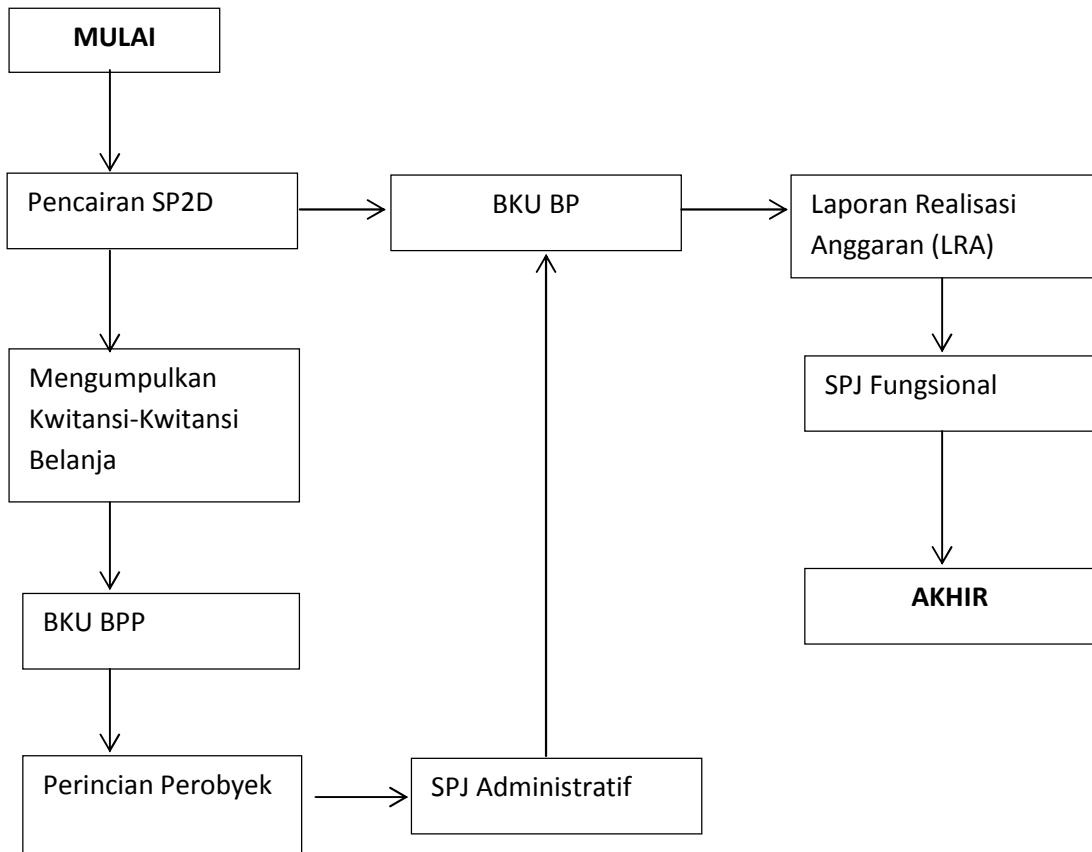 MULAI
Pencairan SP2D
BKU BP
Laporan Realisasi
Anggaran (LRA)
Mengumpulkan
Kwitansi-Kwitansi
Belanja
SPJ Fungsional
BKU BPP
AKHIR
Perincian Perobyek
SPJ Administratif